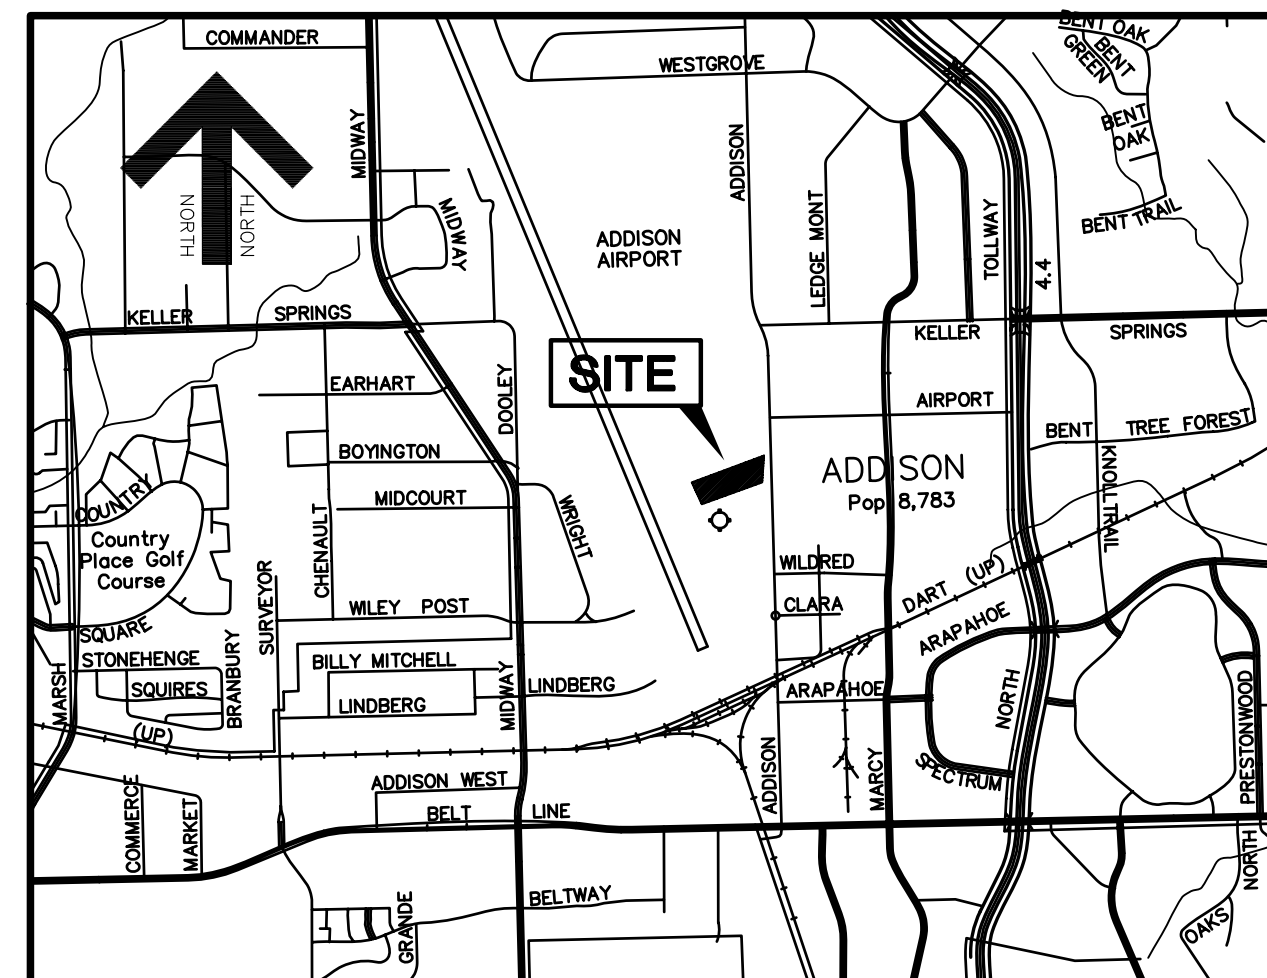 COMMANDER
WESTGROVE
BENT OAK
BENT
GREEN
BENT
OAK
BENT TRAIL
MIDWAY
ADDISON
NORTH
NORTH
MIDWAY
LEDGE MONT
TOLLWAY
4.4
ADDISON
AIRPORT
KELLER
SPRINGS
KELLER
SPRINGS
SITE
EARHART
DOOLEY
AIRPORT
BENT
TREE FOREST
BOYINGTON
MIDCOURT
ADDISON
Pop 8,783
KNOLLTRAIL
COUNTRY
Country
Place Golf
Course
SQUARE
CHENAULT
WRIGHT
SURVEYOR
WILEY POST
WILDRED
CLARA
DART (UP)
ARAPAHOE
STONEHENGE
SQUIRES
BRANBURY
MARSH
BILLY MITCHELL
LINDBERG
LINDBERG
MIDWAY
ARAPAHOE
NORTH
PRESTONWOOD
(UP)
ADDISON WEST
ADDISON
MARCY
SPECTRUM
COMMERCE
MARKET
BELT
LINE
NORTH
BELTWAY
GRANDE
OAKS